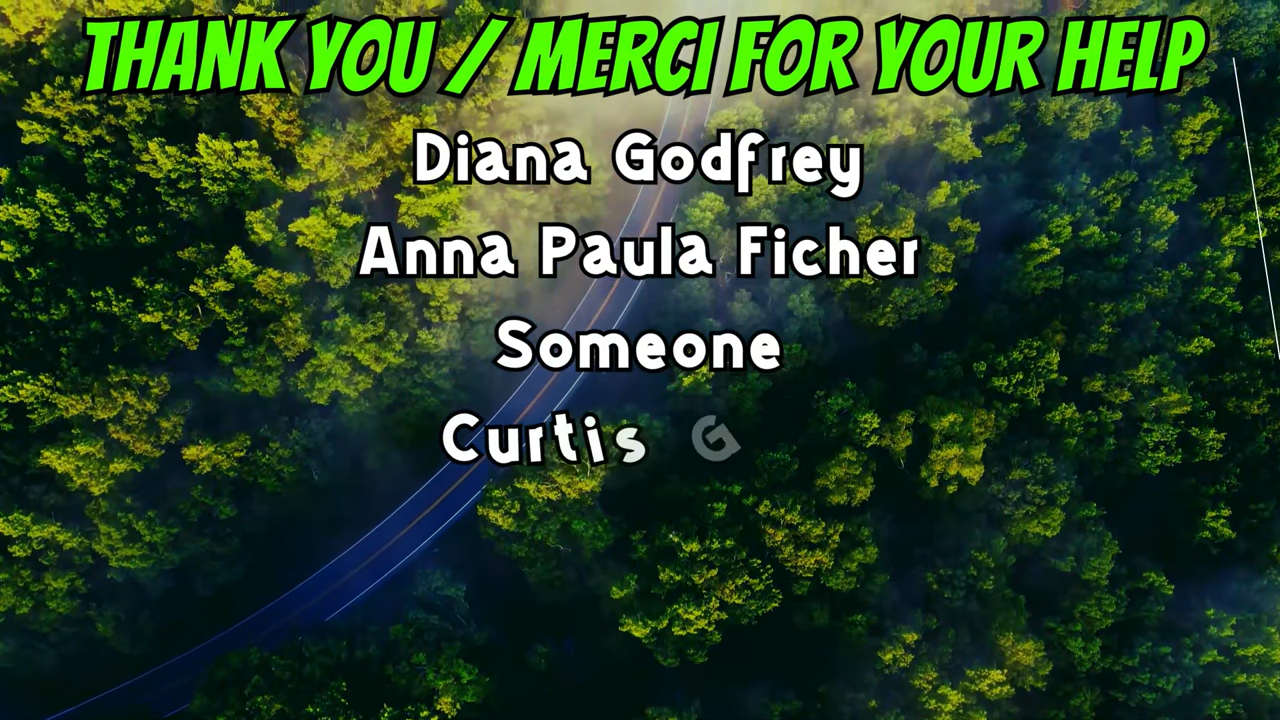 THANK YOU / MERCI FOR YOUR HELP
Diana Godfrey
Anna Paula Ficher
Someone
Curtis G